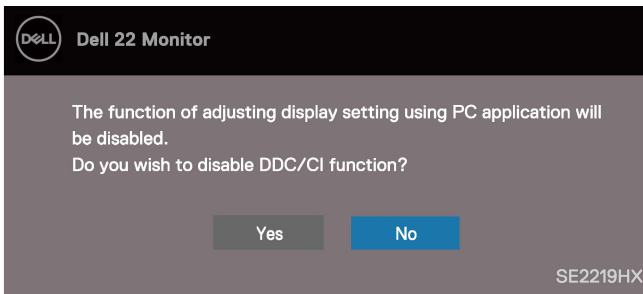 DELL Dell 22 Monitor
The function of adjusting display setting using PC application will
be disabled.
Do you wish to disable DDC/CI function?
Yes No
SE2219HX